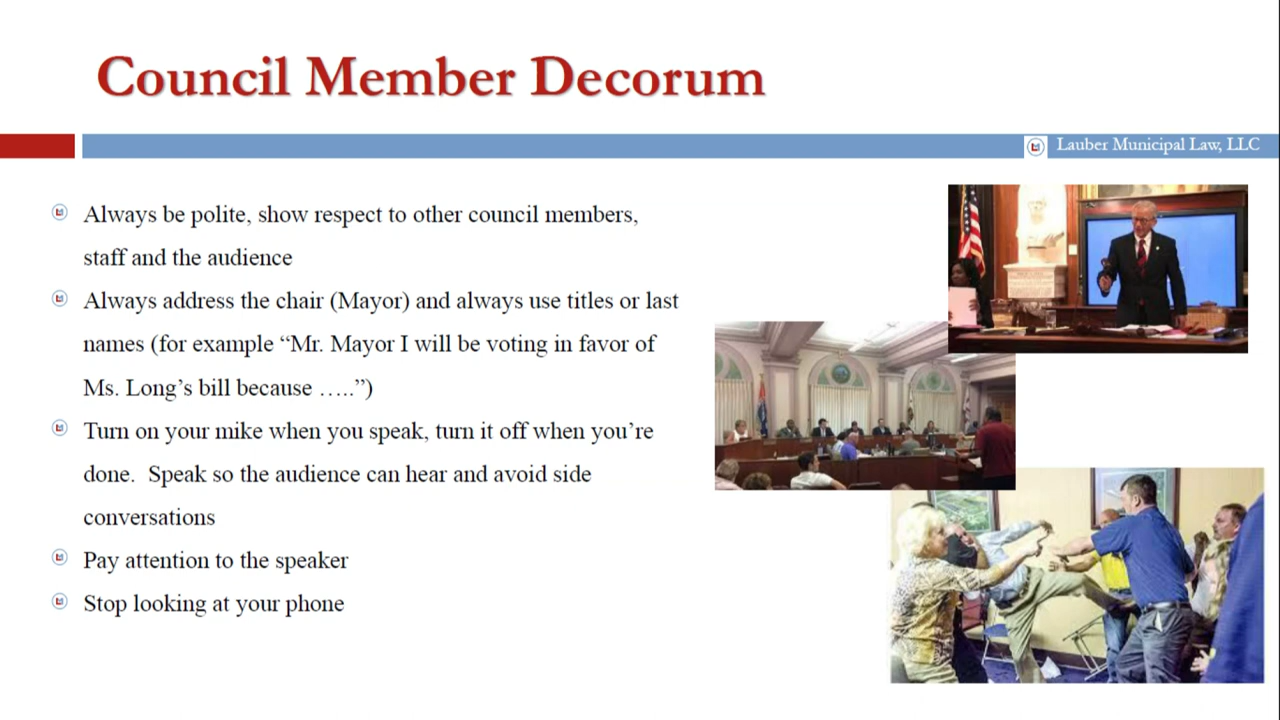 Council Member Decorum
Lauber Municipal Law, LLC
Always be polite, show respect to other council members,
staff and the audience
Always address the chair (Mayor) and always use titles or last
names (for example “Mr. Mayor I will be voting in favor of
Ms. Long’s bill because …..”)
Turn on your mike when you speak, turn it off when you’re
done.  Speak so the audience can hear and avoid side
conversations
Pay attention to the speaker
Stop looking at your phone